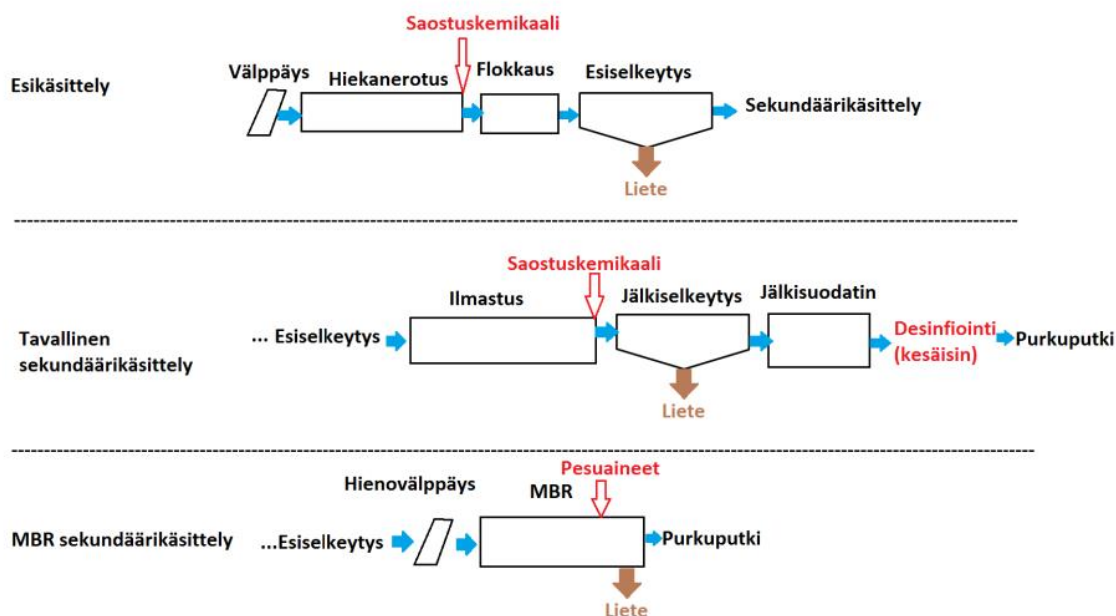 Saostuskemikaali
Esikäsittely
Välppäys
Hiekanerotus
Flokkaus
Esiselkeytys
Sekundäärikäsittely
Liete
Saostuskemikaali
Tavallinen
sekundäärikäsittely
... Esiselkeytys
Ilmastus
Jälkiselkeytys
Jälkisuodatin
Desinfiointi
(kesäisin)
Purkuputki
Liete
Pesuaineet
Hienovälppäys
MBR
MBR sekundäärikäsittely
...Esiselkeytys
Purkuputki
Liete